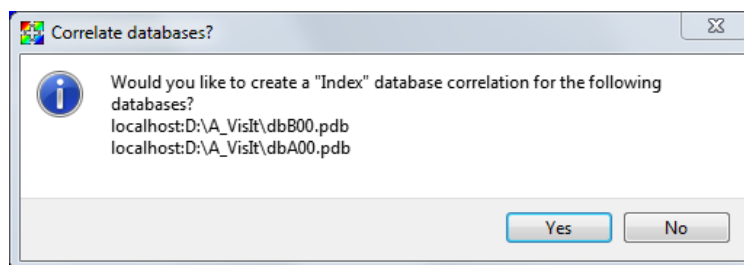 Correlate databases?
Would you like to create a "Index" database correlation for the following
databases?
localhost:D:\A_VisIt\dbB00.pdb
localhost:D:\A_VisIt\dbA00.pdb
Yes No